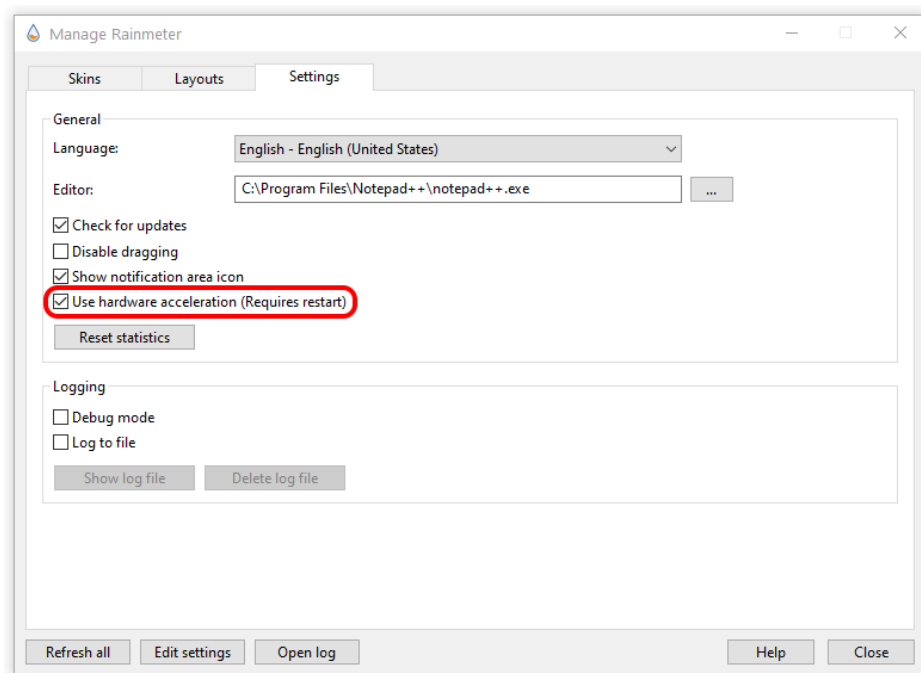 Manage Rainmeter
Skins Layouts Settings
General
Language: English - English (United States)
Editor: C:\Program Files\Notepad++\notepad++.exe ...
Check for updates
Disable dragging
Show notification area icon
Use hardware acceleration (Requires restart)
Reset statistics
Logging
Debug mode
Log to file
Show log file Delete log file
Refresh all Edit settings Open log Help Close